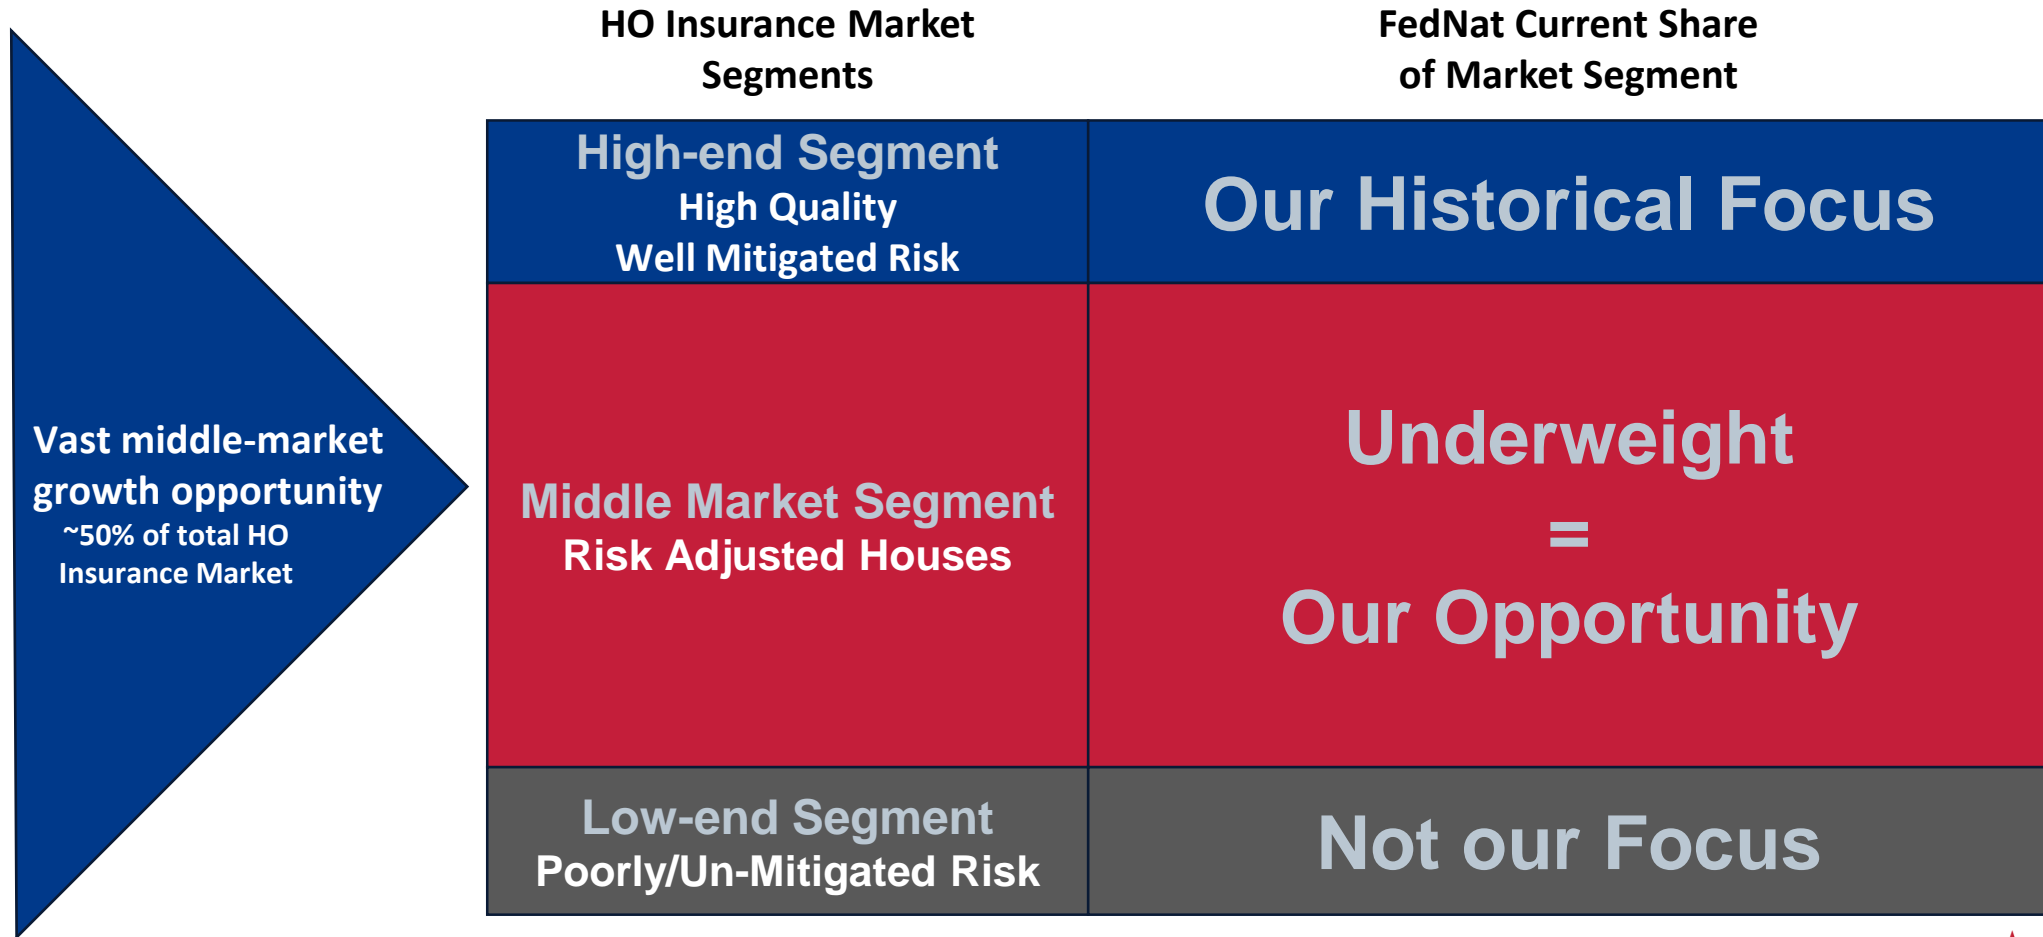 HO Insurance Market
Segments
FedNat Current Share
of Market Segment
Vast middle-market
growth opportunity
~50% of total HO
Insurance Market
High-end Segment
High Quality
Well Mitigated Risk
Our Historical Focus
Middle Market Segment
Risk Adjusted Houses
Underweight
=
Our Opportunity
Low-end Segment
Poorly/Un-Mitigated Risk
Not our Focus